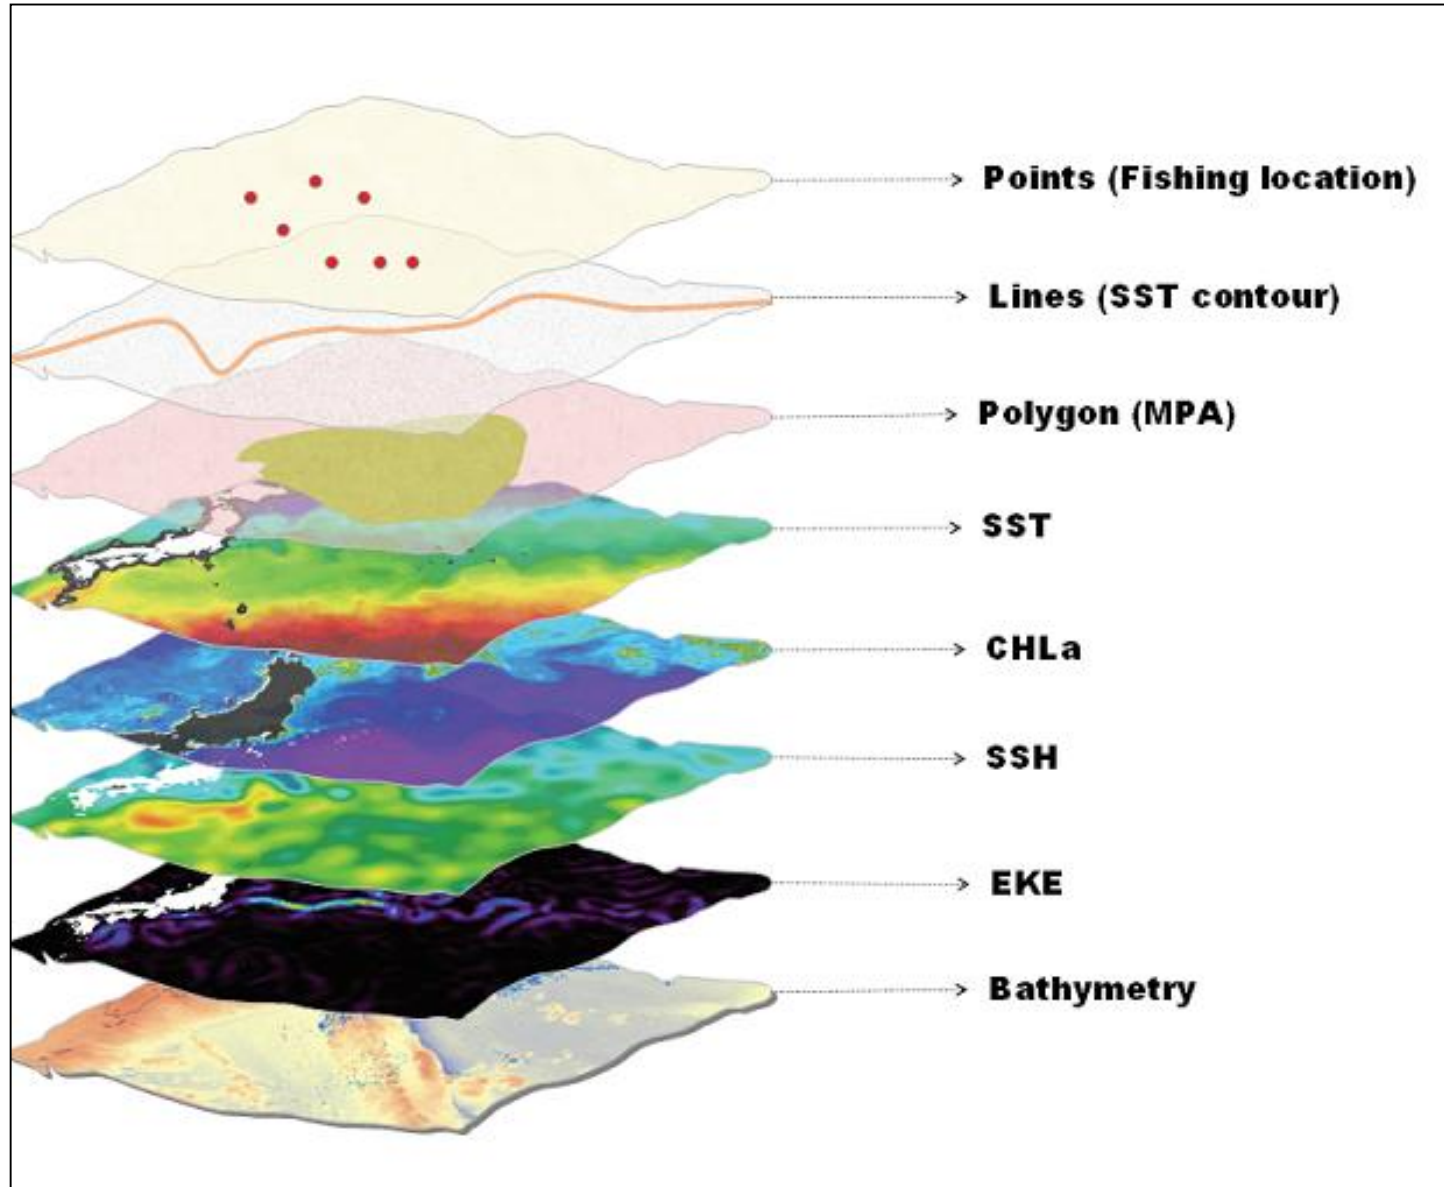 Points (Fishing location)
Lines (SST contour)
Polygon (MPA)
SST
CHLa
SSH
EKE
Bathymetry